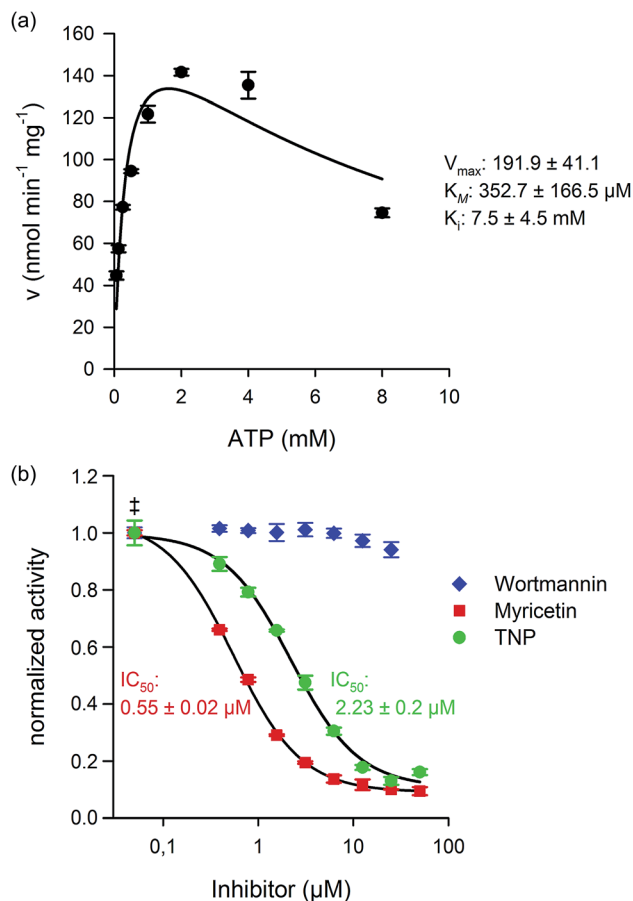 (a)
160
140
120
100
80
60
40
20
0
v (nmol min⁻¹ mg⁻¹)
0 2 4 6 8 10
ATP (mM)
Vmax: 191.9 ± 41.1
KM: 352.7 ± 166.5 µM
Ki: 7.5 ± 4.5 mM
(b)
1.2
1.0
0.8
0.6
0.4
0.2
0.0
normalized activity
‡
IC50:
0.55 ± 0.02 µM
IC50:
2.23 ± 0.2 µM
0,1 1 10 100
Inhibitor (µM)
Wortmannin
Myricetin
TNP